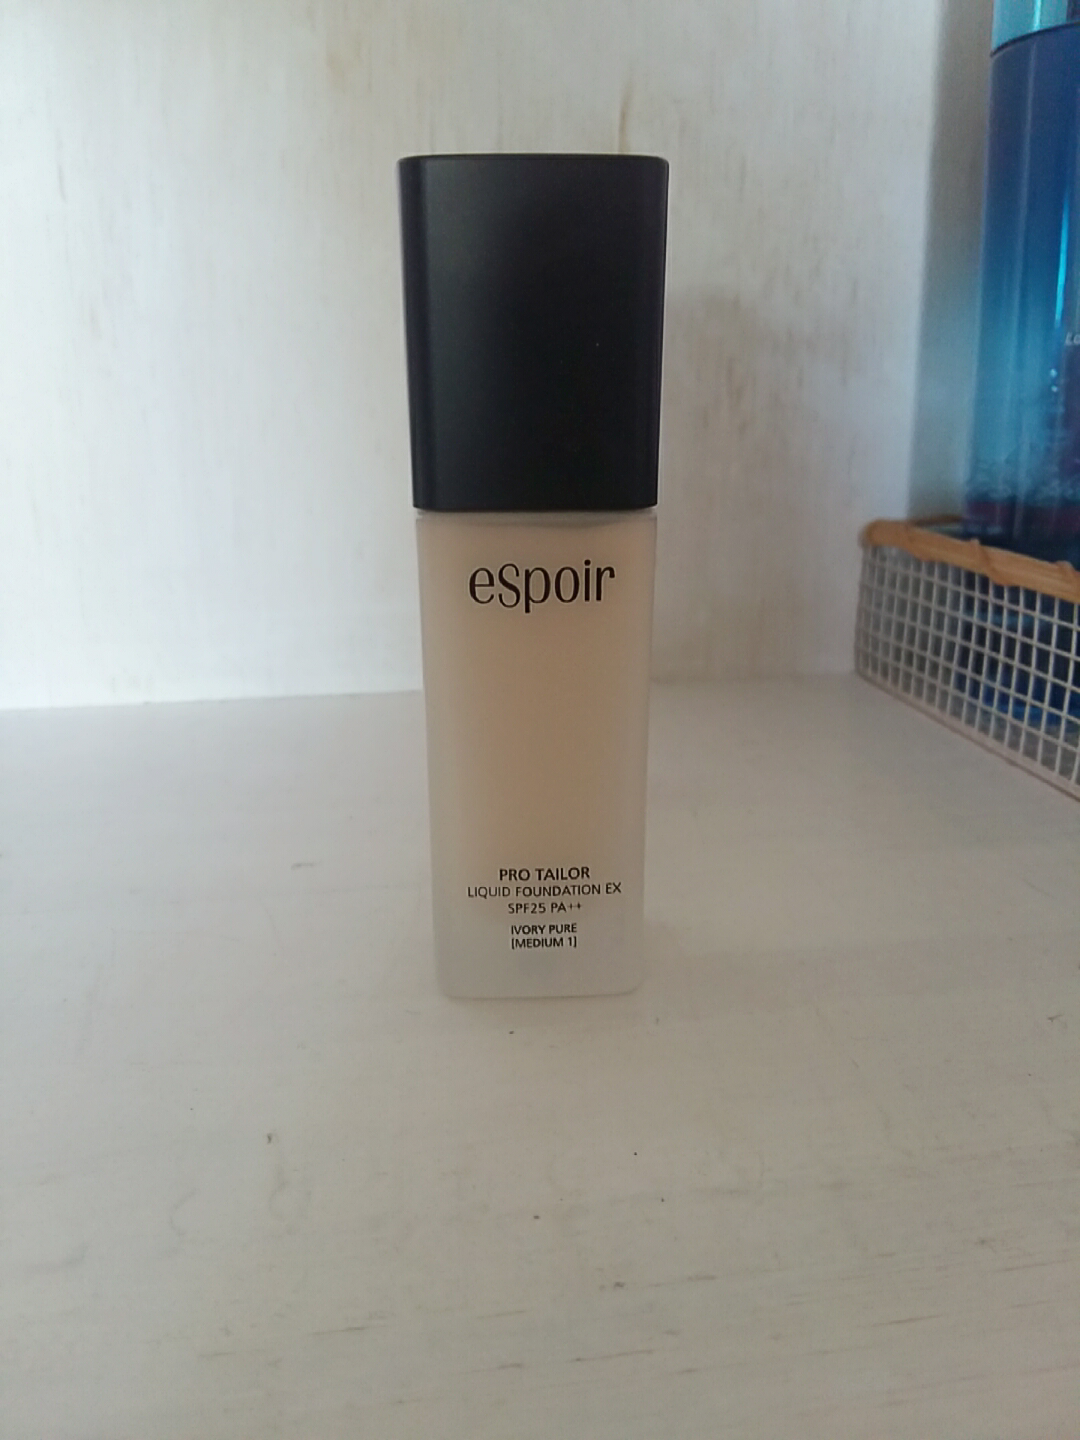 eSpoir
PRO TAILOR
LIQUID FOUNDATION EX
SPF25 PA++
IVORY PURE
[MEDIUM 1]